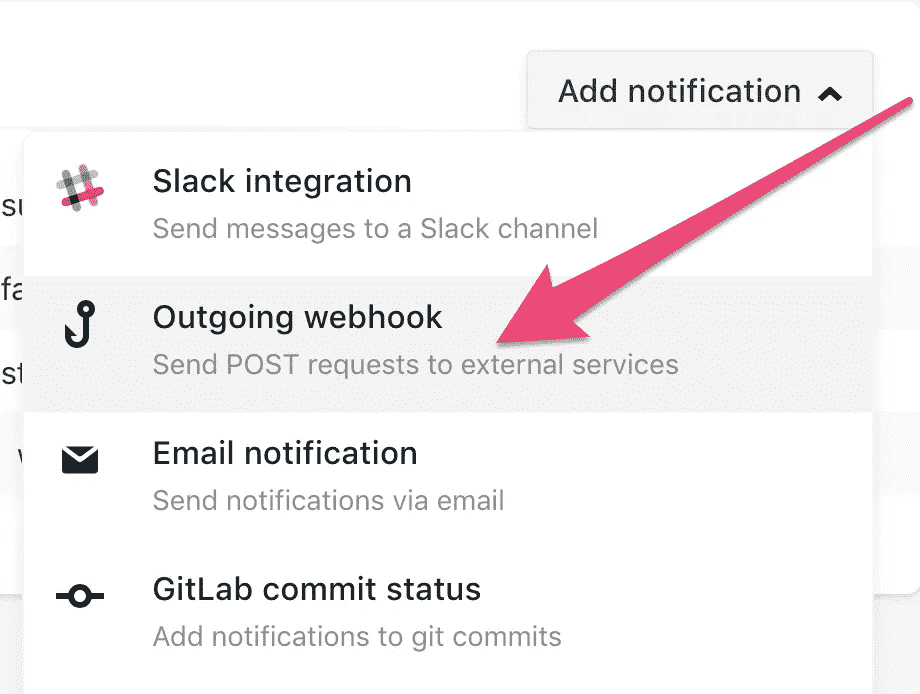 Add notification
Slack integration
Send messages to a Slack channel
Outgoing webhook
Send POST requests to external services
Email notification
Send notifications via email
GitLab commit status
Add notifications to git commits